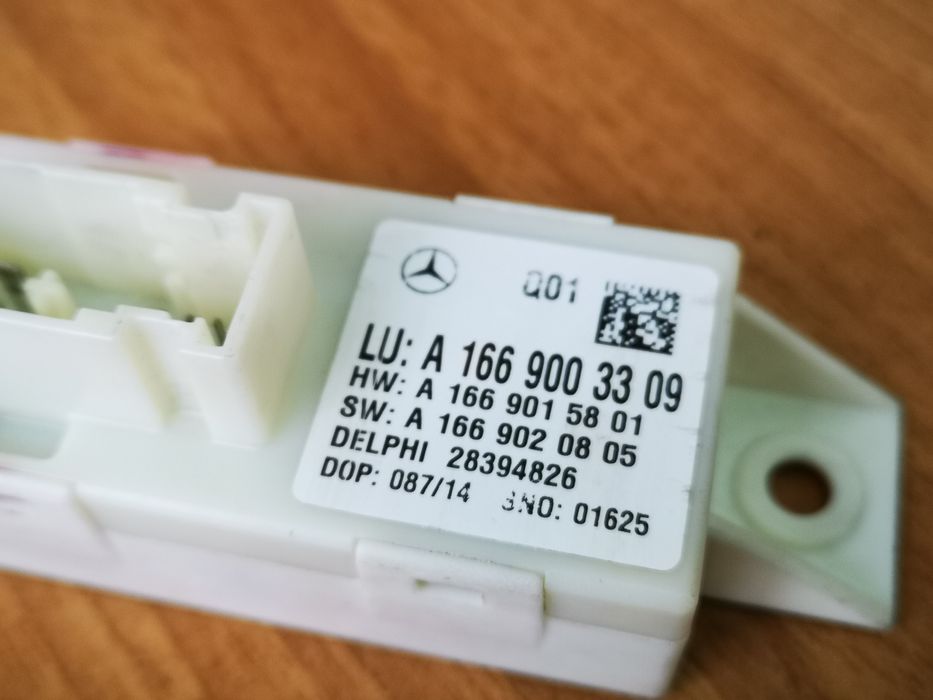 Q01
LU: A 166 900 33 09
HW: A 166 901 58 01
SW: A 166 902 08 05
DELPHI 28394826
DOP: 087/14 SNO: 01625